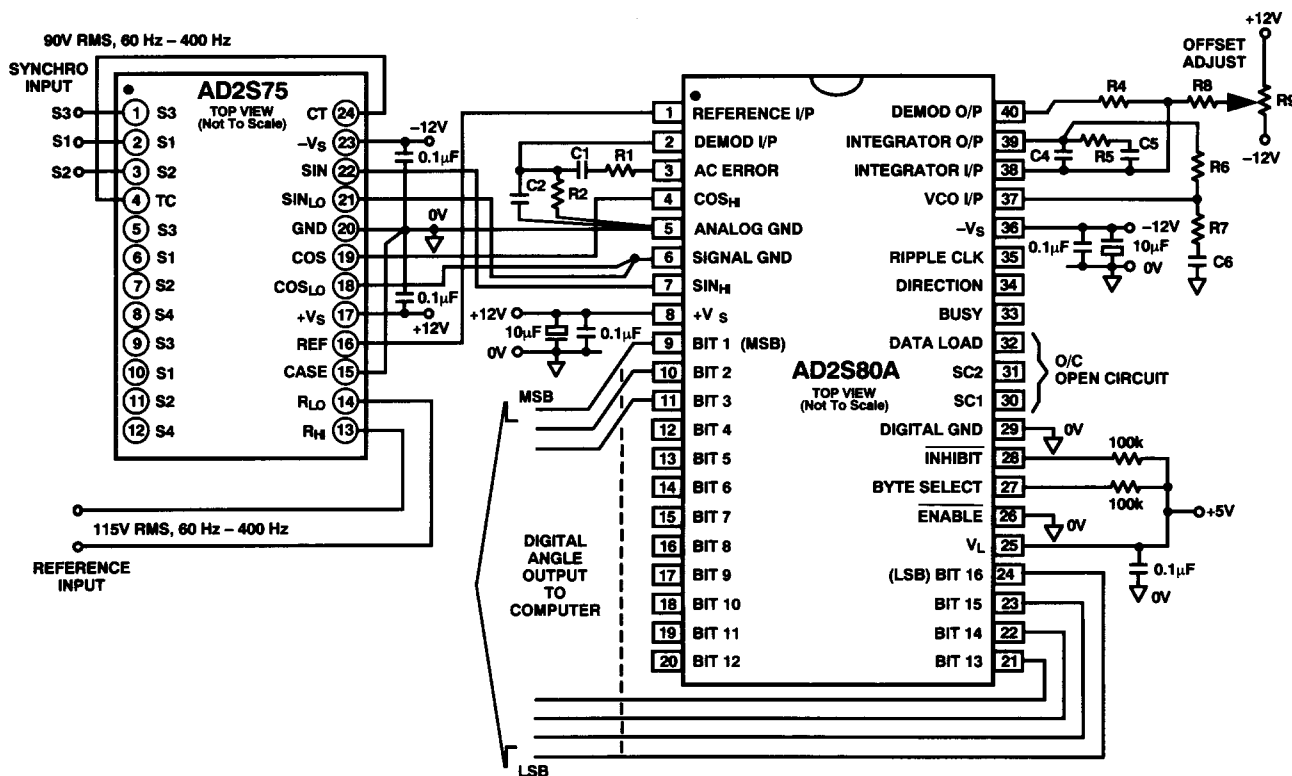 90V RMS, 60 Hz – 400 Hz
SYNCHRO
INPUT
S3
S1
S2
AD2S75
TOP VIEW
(Not To Scale)
1 S3
2 S1
3 S2
4 TC
5 S3
6 S1
7 S2
8 S4
9 S3
10 S1
11 S2
12 S4
CT 24
–VS 23
SIN 22
SINLO 21
GND 20
COS 19
COSLO 18
+VS 17
REF 16
CASE 15
RLO 14
RHI 13
–12V
0.1µF
0V
0.1µF
+12V
115V RMS, 60 Hz – 400 Hz
REFERENCE
INPUT
C1
R1
C2
R2
+12V
10µF
0.1µF
0V
MSB
DIGITAL
ANGLE
OUTPUT
TO
COMPUTER
LSB
AD2S80A
TOP VIEW
(Not To Scale)
1 REFERENCE I/P
2 DEMOD I/P
3 AC ERROR
4 COSHI
5 ANALOG GND
6 SIGNAL GND
7 SINHI
8 +VS
9 BIT 1 (MSB)
10 BIT 2
11 BIT 3
12 BIT 4
13 BIT 5
14 BIT 6
15 BIT 7
16 BIT 8
17 BIT 9
18 BIT 10
19 BIT 11
20 BIT 12
DEMOD O/P 40
INTEGRATOR O/P 39
INTEGRATOR I/P 38
VCO I/P 37
–VS 36
RIPPLE CLK 35
DIRECTION 34
BUSY 33
DATA LOAD 32
SC2 31
SC1 30
DIGITAL GND 29
INHIBIT 28
BYTE SELECT 27
ENABLE 26
VL 25
(LSB) BIT 16 24
BIT 15 23
BIT 14 22
BIT 13 21
+12V
OFFSET
ADJUST
R4
R8
R9
–12V
C4
R5
C5
R6
R7
C6
–12V
0.1µF
10µF
0V
O/C
OPEN CIRCUIT
0V
100k
100k
+5V
0V
0.1µF
0V